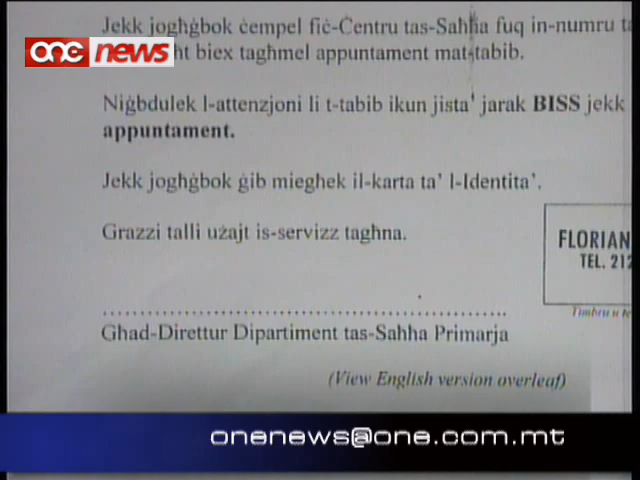 Jekk jogħġbok ċempel fiċ-Ċentru tas-Saħħa fuq in-numru
one news
biex tagħmel appuntament mat-tabib.
Niġbdulek l-attenzjoni li t-tabib ikun jista' jarak BISS jekk
appuntament.
Jekk jogħġbok ġib miegħek il-karta ta' l-Identita'.
Grazzi talli użajt is-servizz tagħna.
FLORIAN
TEL. 212
Għad-Direttur Dipartiment tas-Saħħa Primarja
(View English version overleaf)
onenews@one.com.mt